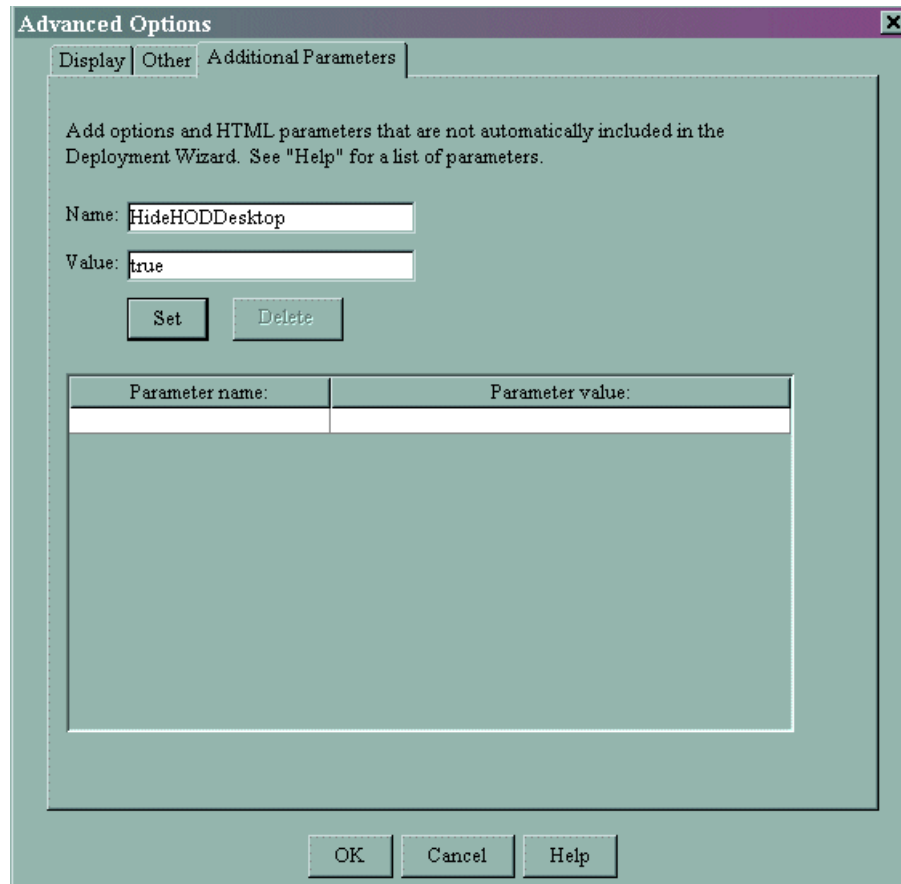 Advanced Options
Display Other Additional Parameters
Add options and HTML parameters that are not automatically included in the
Deployment Wizard. See "Help" for a list of parameters.
Name: HideHODDesktop
Value: true
Set Delete
Parameter name: Parameter value:
OK Cancel Help